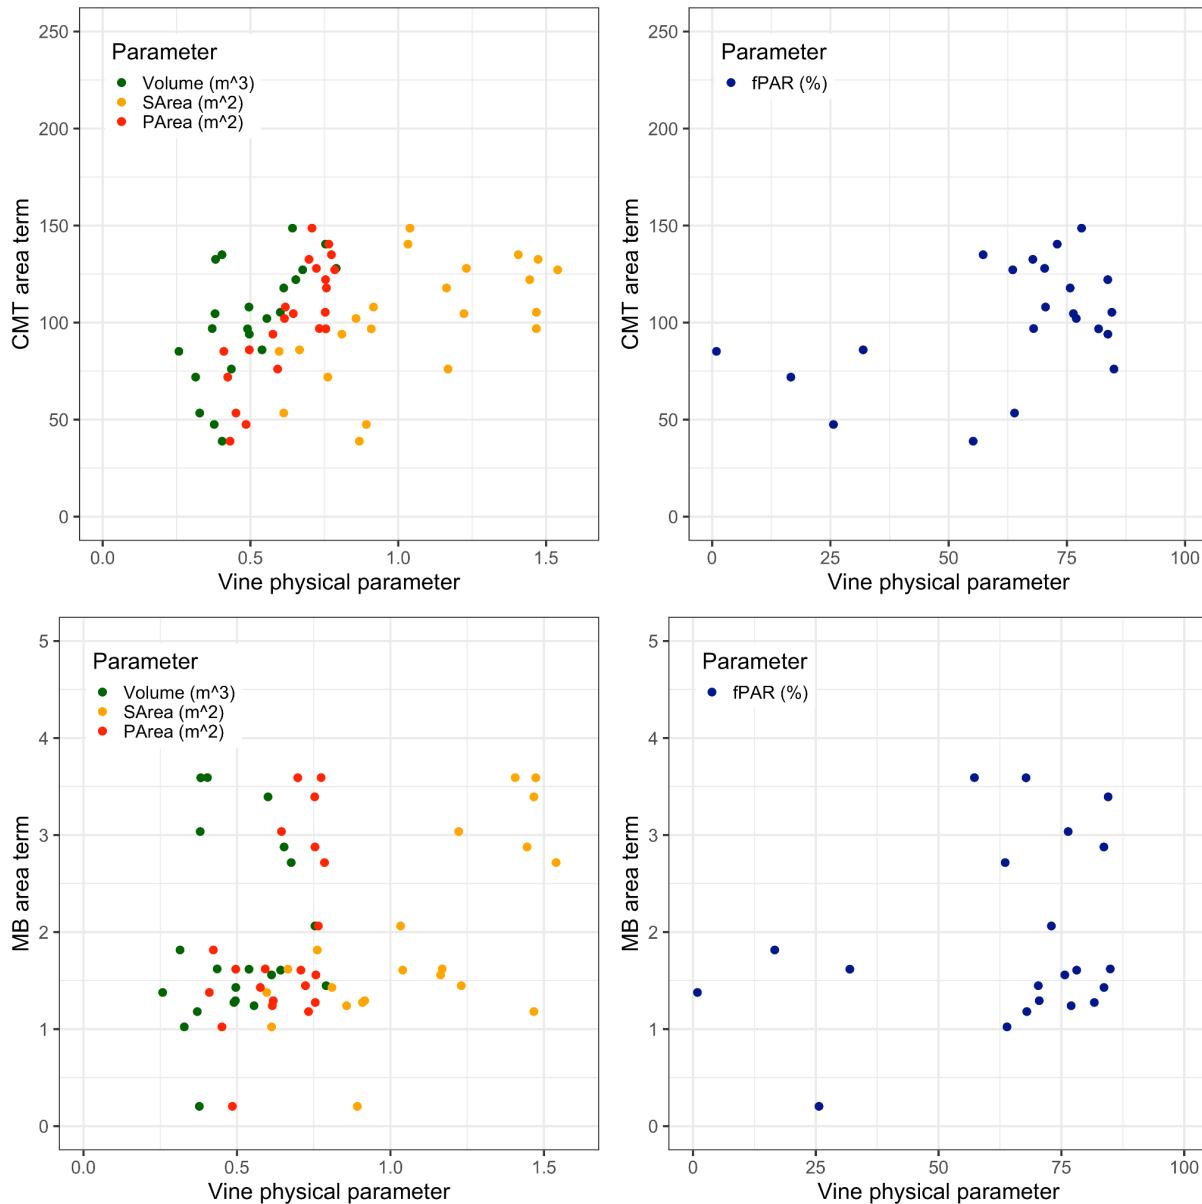 Parameter
Volume (m^3)
SArea (m^2)
PArea (m^2)
CMT area term
250
200
150
100
50
0
0.0 0.5 1.0 1.5
Vine physical parameter
Parameter
fPAR (%)
CMT area term
250
200
150
100
50
0
0 25 50 75 100
Vine physical parameter
Parameter
Volume (m^3)
SArea (m^2)
PArea (m^2)
MB area term
5
4
3
2
1
0
0.0 0.5 1.0 1.5
Vine physical parameter
Parameter
fPAR (%)
MB area term
5
4
3
2
1
0
0 25 50 75 100
Vine physical parameter